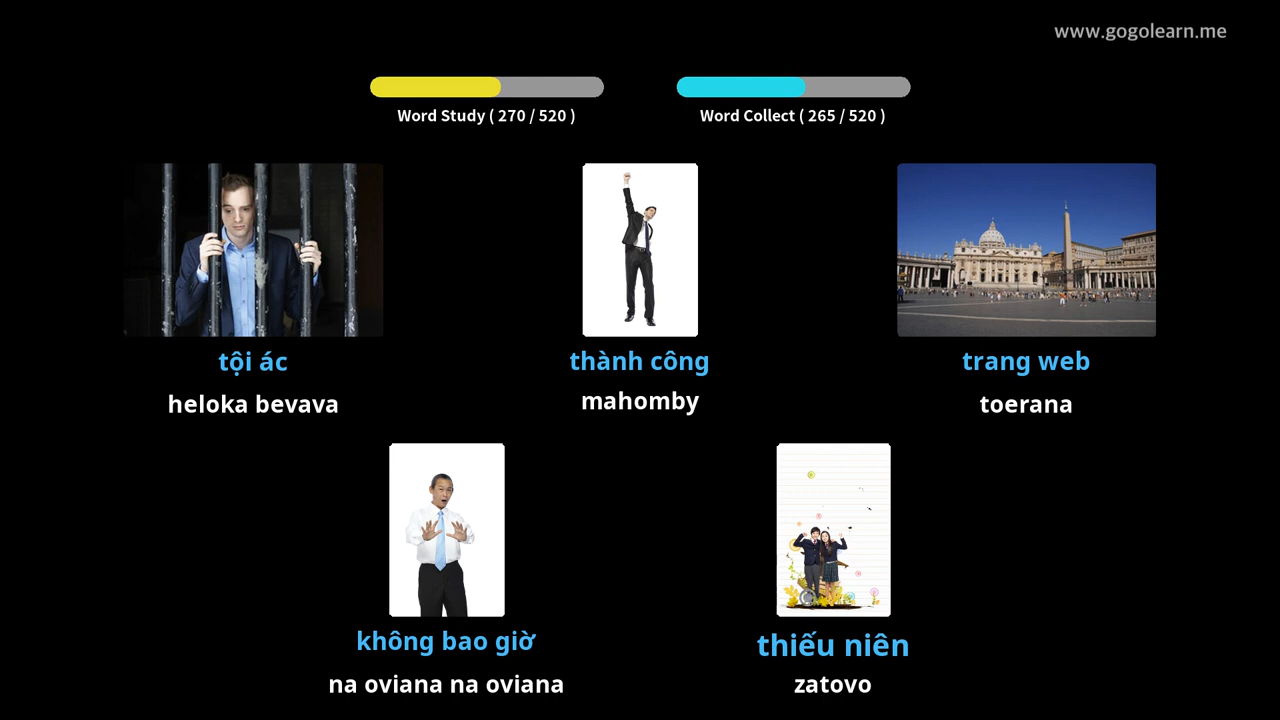 www.gogolearn.me
Word Study ( 270 / 520 )
Word Collect ( 265 / 520 )
tội ác
thành công
trang web
heloka bevava
mahomby
toerana
không bao giờ
thiếu niên
na oviana na oviana
zatovo